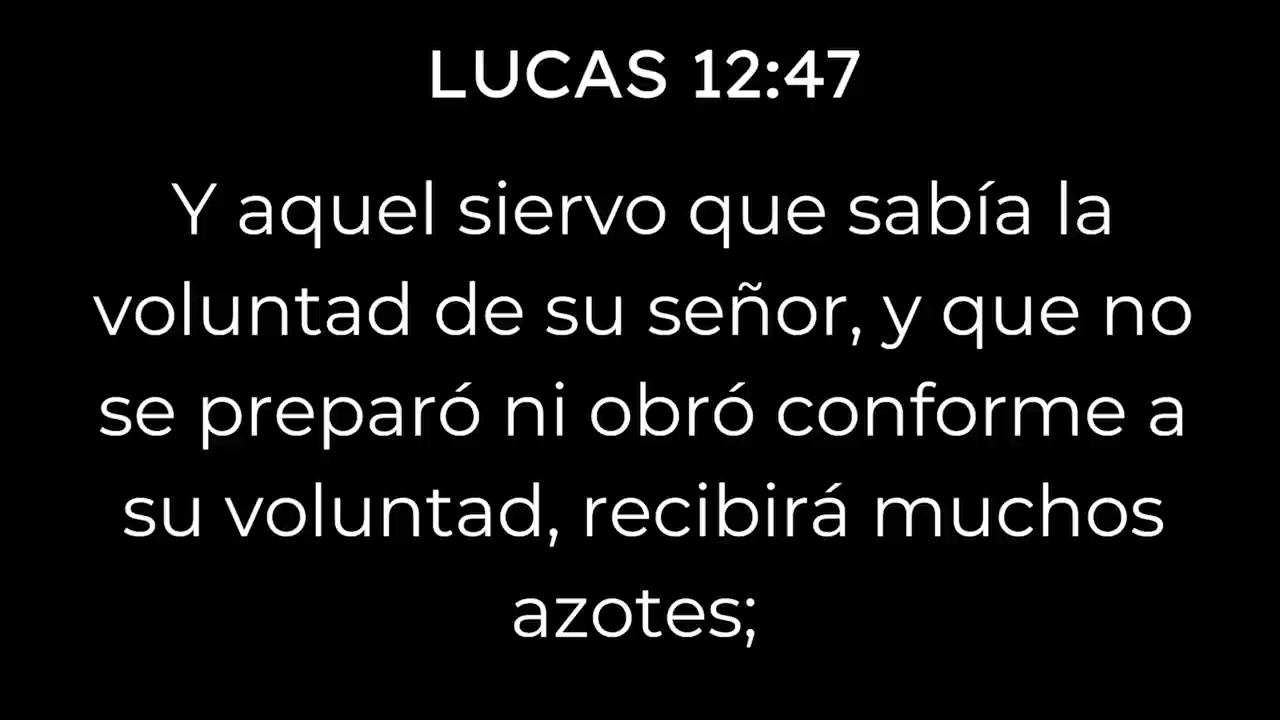 LUCAS 12:47
Y aquel siervo que sabía la
voluntad de su señor, y que no
se preparó ni obró conforme a
su voluntad, recibirá muchos
azotes;